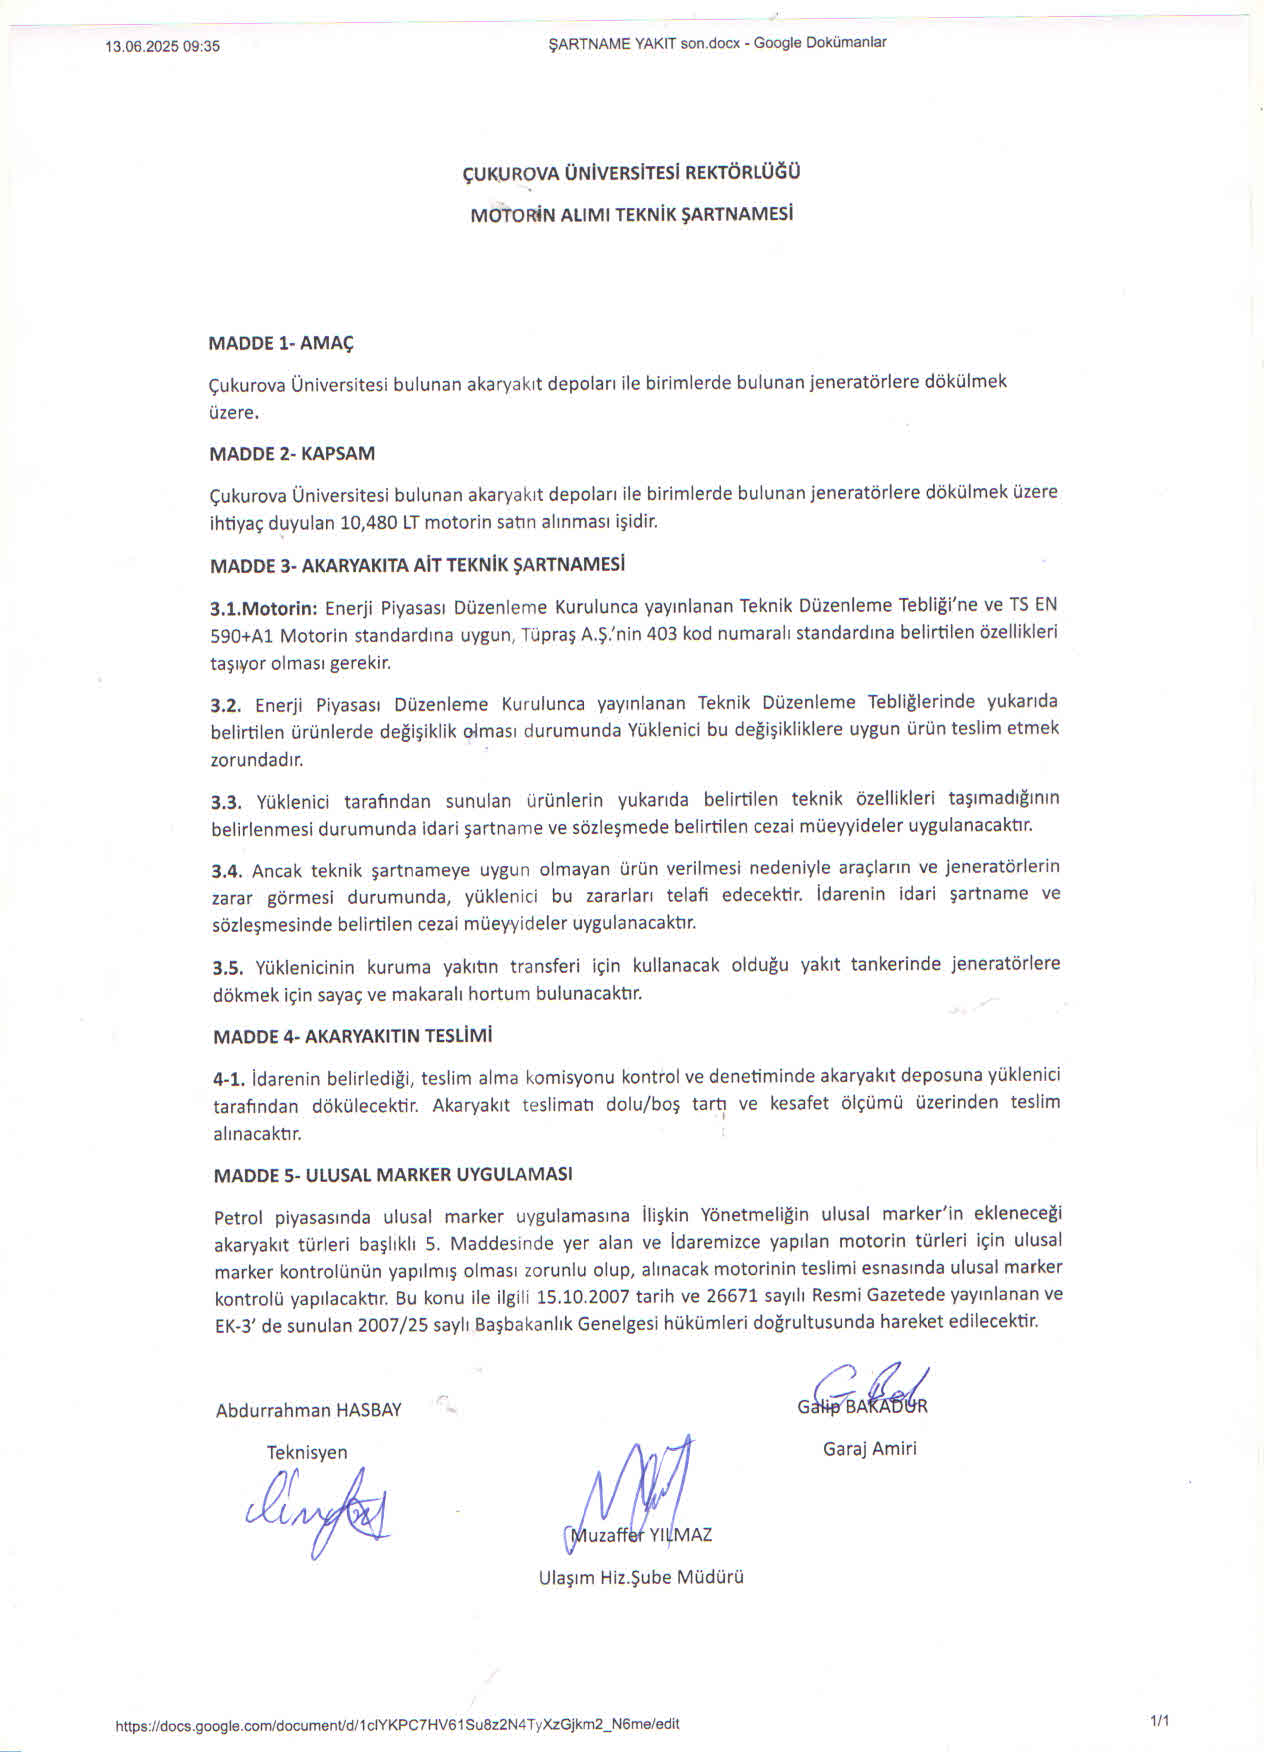 13.06.2025 09:35
ŞARTNAME YAKIT son.docx - Google Dokümanlar
ÇUKUROVA ÜNİVERSİTESİ REKTÖRLÜĞÜ
MOTORİN ALIMI TEKNİK ŞARTNAMESİ
MADDE 1- AMAÇ
Çukurova Üniversitesi bulunan akaryakıt depoları ile birimlerde bulunan jeneratörlere dökülmek
üzere.
MADDE 2- KAPSAM
Çukurova Üniversitesi bulunan akaryakıt depoları ile birimlerde bulunan jeneratörlere dökülmek üzere
ihtiyaç duyulan 10,480 LT motorin satın alınması işidir.
MADDE 3- AKARYAKITA AİT TEKNİK ŞARTNAMESİ
3.1.Motorin: Enerji Piyasası Düzenleme Kurulunca yayınlanan Teknik Düzenleme Tebliği'ne ve TS EN
590+A1 Motorin standardına uygun, Tüpraş A.Ş.'nin 403 kod numaralı standardına belirtilen özellikleri
taşıyor olması gerekir.
3.2. Enerji Piyasası Düzenleme Kurulunca yayınlanan Teknik Düzenleme Tebliğlerinde yukarıda
belirtilen ürünlerde değişiklik olması durumunda Yüklenici bu değişikliklere uygun ürün teslim etmek
zorundadır.
3.3. Yüklenici tarafından sunulan ürünlerin yukarıda belirtilen teknik özellikleri taşımadığının
belirlenmesi durumunda idari şartname ve sözleşmede belirtilen cezai müeyyideler uygulanacaktır.
3.4. Ancak teknik şartnameye uygun olmayan ürün verilmesi nedeniyle araçların ve jeneratörlerin
zarar görmesi durumunda, yüklenici bu zararları telafi edecektir. İdarenin idari şartname ve
sözleşmesinde belirtilen cezai müeyyideler uygulanacaktır.
3.5. Yüklenicinin kuruma yakıtın transferi için kullanacak olduğu yakıt tankerinde jeneratörlere
dökmek için sayaç ve makaralı hortum bulunacaktır.
MADDE 4- AKARYAKITIN TESLİMİ
4-1. İdarenin belirlediği, teslim alma komisyonu kontrol ve denetiminde akaryakıt deposuna yüklenici
tarafından dökülecektir. Akaryakıt teslimatı dolu/boş tartı ve kesafet ölçümü üzerinden teslim
alınacaktır.
MADDE 5- ULUSAL MARKER UYGULAMASI
Petrol piyasasında ulusal marker uygulamasına İlişkin Yönetmeliğin ulusal marker'in ekleneceği
akaryakıt türleri başlıklı 5. Maddesinde yer alan ve İdaremizce yapılan motorin türleri için ulusal
marker kontrolünün yapılmış olması zorunlu olup, alınacak motorinin teslimi esnasında ulusal marker
kontrolü yapılacaktır. Bu konu ile ilgili 15.10.2007 tarih ve 26671 sayılı Resmi Gazetede yayınlanan ve
EK-3' de sunulan 2007/25 saylı Başbakanlık Genelgesi hükümleri doğrultusunda hareket edilecektir.
Abdurrahman HASBAY
Galip BAKADUR
Teknisyen
Garaj Amiri
Muzaffer YILMAZ
Ulaşım Hiz.Şube Müdürü
https://docs.google.com/document/d/1clYKPC7HV61Su8z2N4TyXzGjkm2_N6me/edit
1/1